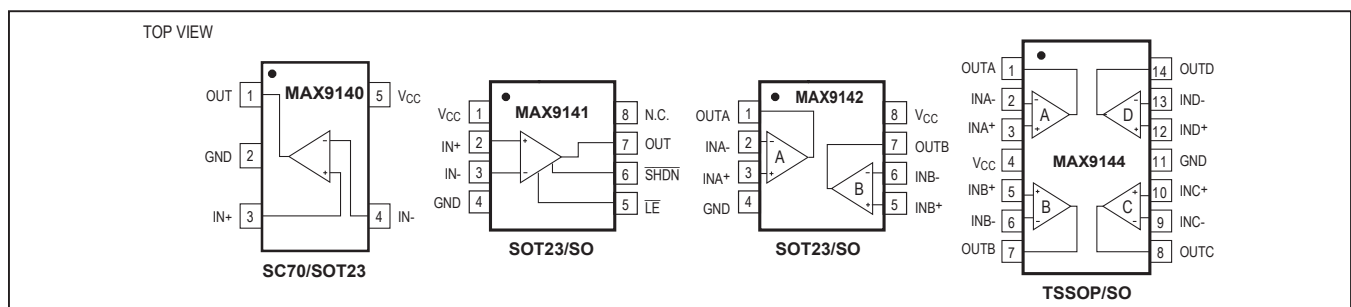 TOP VIEW
MAX9140
OUT 1
GND 2
IN+ 3
5 VCC
4 IN-
SC70/SOT23
MAX9141
VCC 1
IN+ 2
IN- 3
GND 4
8 N.C.
7 OUT
6 SHDN
5 LE
+
-
SOT23/SO
MAX9142
OUTA 1
INA- 2
INA+ 3
GND 4
8 VCC
7 OUTB
6 INB-
5 INB+
A
B
SOT23/SO
MAX9144
OUTA 1
INA- 2
INA+ 3
VCC 4
INB+ 5
INB- 6
OUTB 7
14 OUTD
13 IND-
12 IND+
11 GND
10 INC+
9 INC-
8 OUTC
A
D
B
C
TSSOP/SO